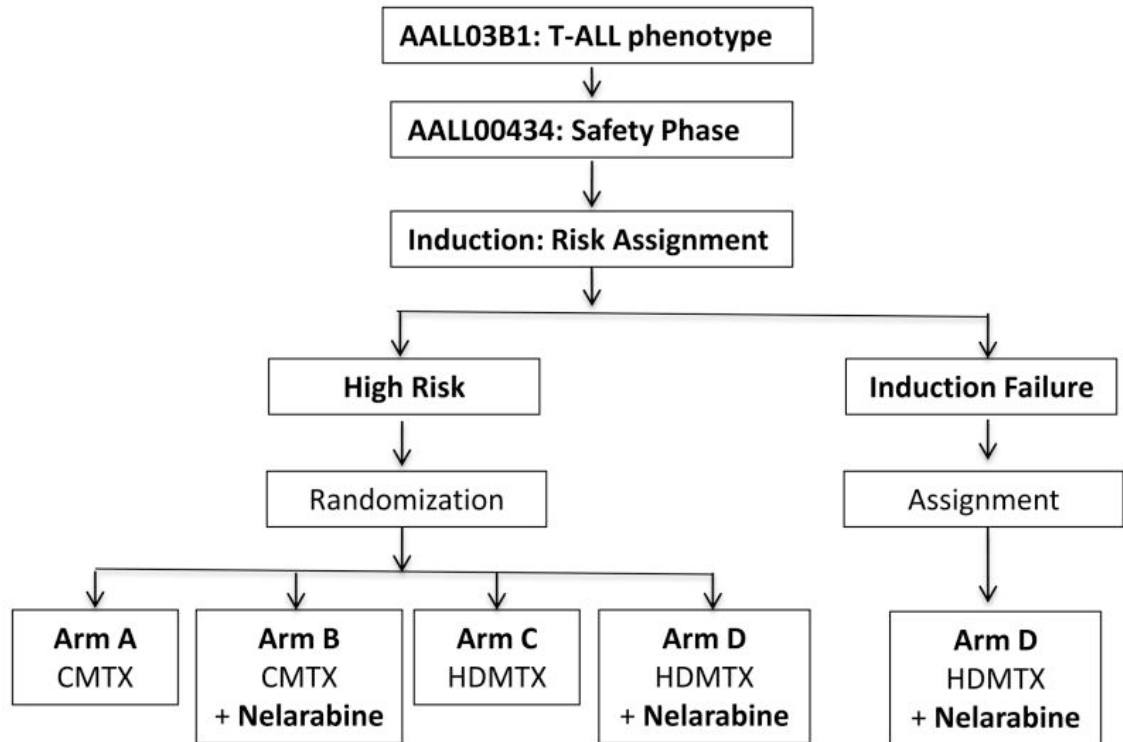 AALL03B1: T-ALL phenotype
AALL00434: Safety Phase
Induction: Risk Assignment
High Risk
Induction Failure
Randomization
Assignment
Arm A
CMTX
Arm B
CMTX
+ Nelarabine
Arm C
HDMTX
Arm D
HDMTX
+ Nelarabine
Arm D
HDMTX
+ Nelarabine